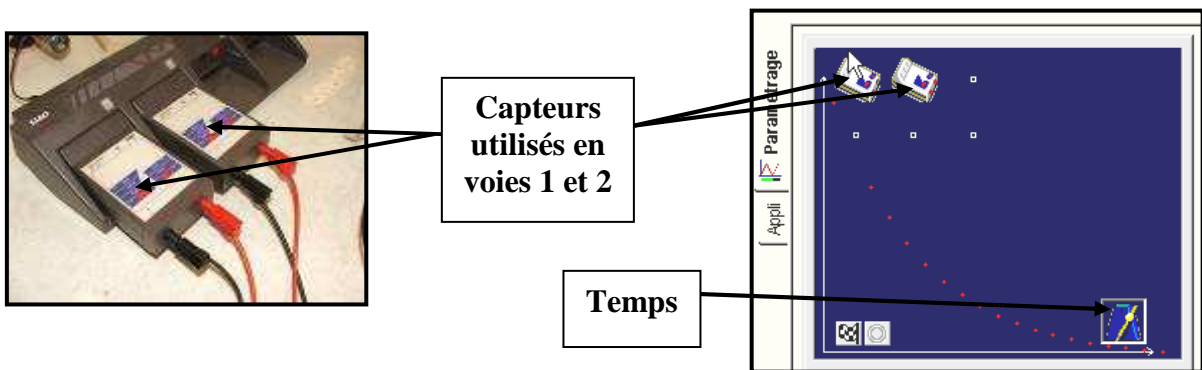 Capteurs
utilisés en
voies 1 et 2
Temps
Paramétrage
Appli